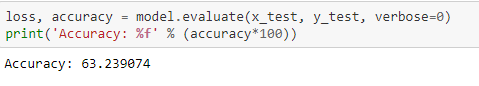 loss, accuracy = model.evaluate(x_test, y_test, verbose=0)
print('Accuracy: %f' % (accuracy*100))
Accuracy: 63.239074